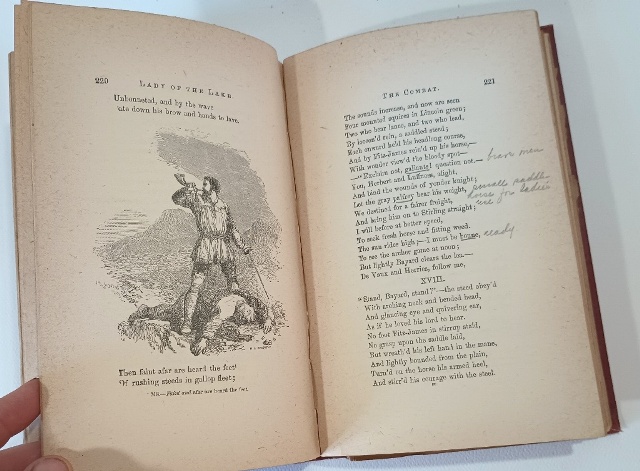 220
LADY OF THE LAKE.
Unbonneted, and by the wave
sate down his brow and hands to lave.
Then faint afar are heard the feet
Of rushing steeds in gallop fleet;
MS.—Faint and afar are heard the feet.
THE COMBAT.
221
The sounds increase, and now are seen
Four mounted squires in Lincoln green;
Two who bear lance, and two who lead,
By loosen'd rein, a saddled steed;
Each onward held his headlong course,
And by Fitz-James rein'd up his horse,—
With wonder view'd the bloody spot—
—"Exclaim not, gallants! question not.— brave men
You, Herbert and Luffness, alight,
And bind the wounds of yonder knight;
Let the gray palfrey bear his weight, small saddle
We destined for a fairer freight, horse for ladies
And bring him on to Stirling straight; use
I will before at better speed,
To seek fresh horse and fitting weed.
The sun rides high;—I must be boune, ready
To see the archer game at noon;
But lightly Bayard clears the lea.—
De Vaux and Herries, follow me.
XVIII.
"Stand, Bayard, stand!"—the steed obey'd
With arching neck and bended head,
And glancing eye and quivering ear,
As if he loved his lord to hear.
No foot Fitz-James in stirrup staid,
No grasp upon the saddle laid,
But wreath'd his left hand in the mane,
And lightly bounded from the plain,
Turn'd on the horse his armed heel,
And stirr'd his courage with the steel.